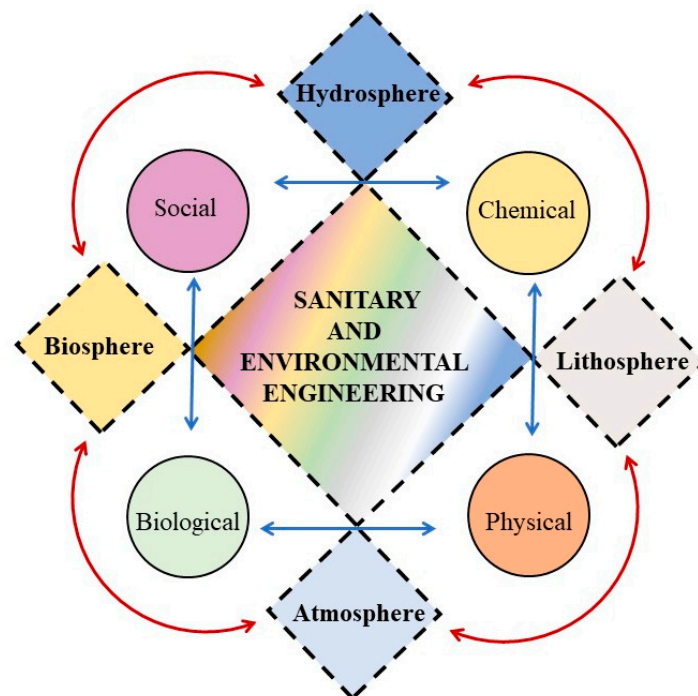 Hydrosphere
Social
Chemical
SANITARY
AND
ENVIRONMENTAL
ENGINEERING
Biosphere
Lithosphere
Biological
Physical
Atmosphere